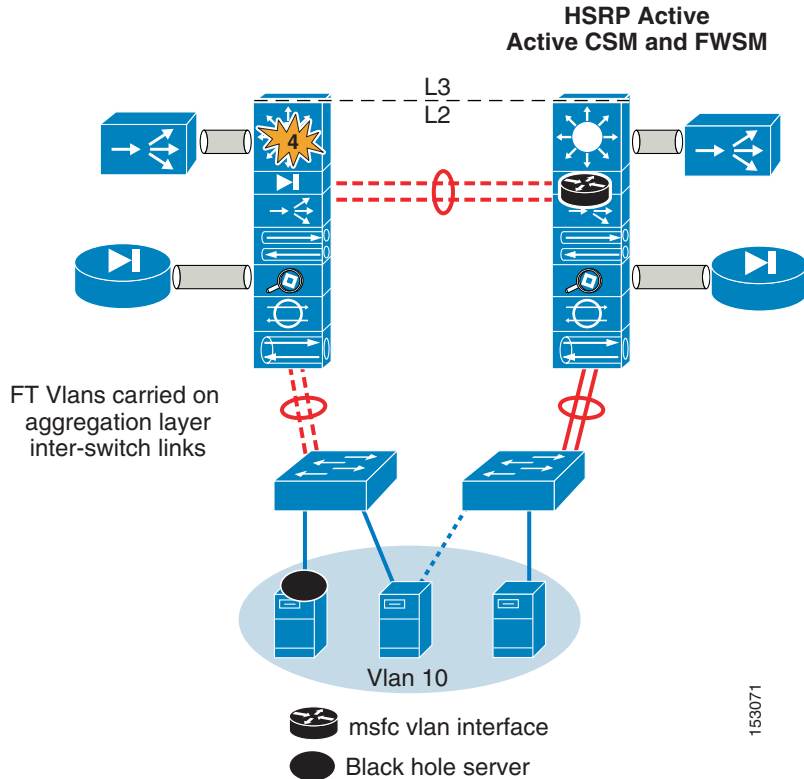 HSRP Active
Active CSM and FWSM
L3
L2
4
FT Vlans carried on
aggregation layer
inter-switch links
Vlan 10
msfc vlan interface
Black hole server
153071